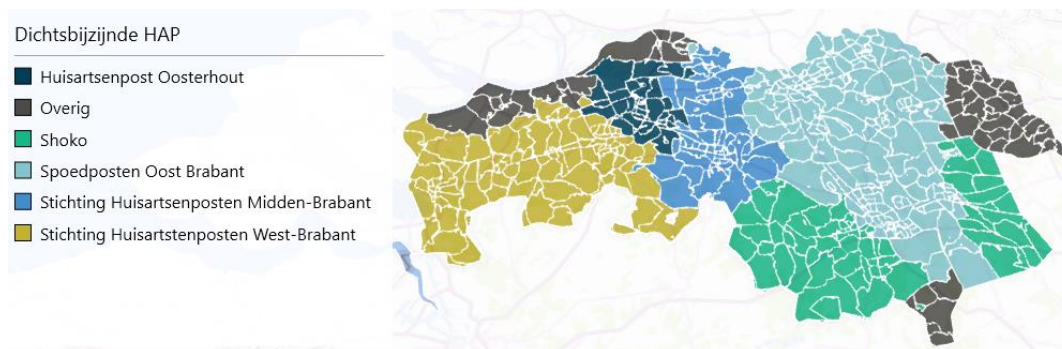 Dichtsbijzijnde HAP
Huisartsenpost Oosterhout
Overig
Shoko
Spoedposten Oost Brabant
Stichting Huisartsenposten Midden-Brabant
Stichting Huisartstenposten West-Brabant